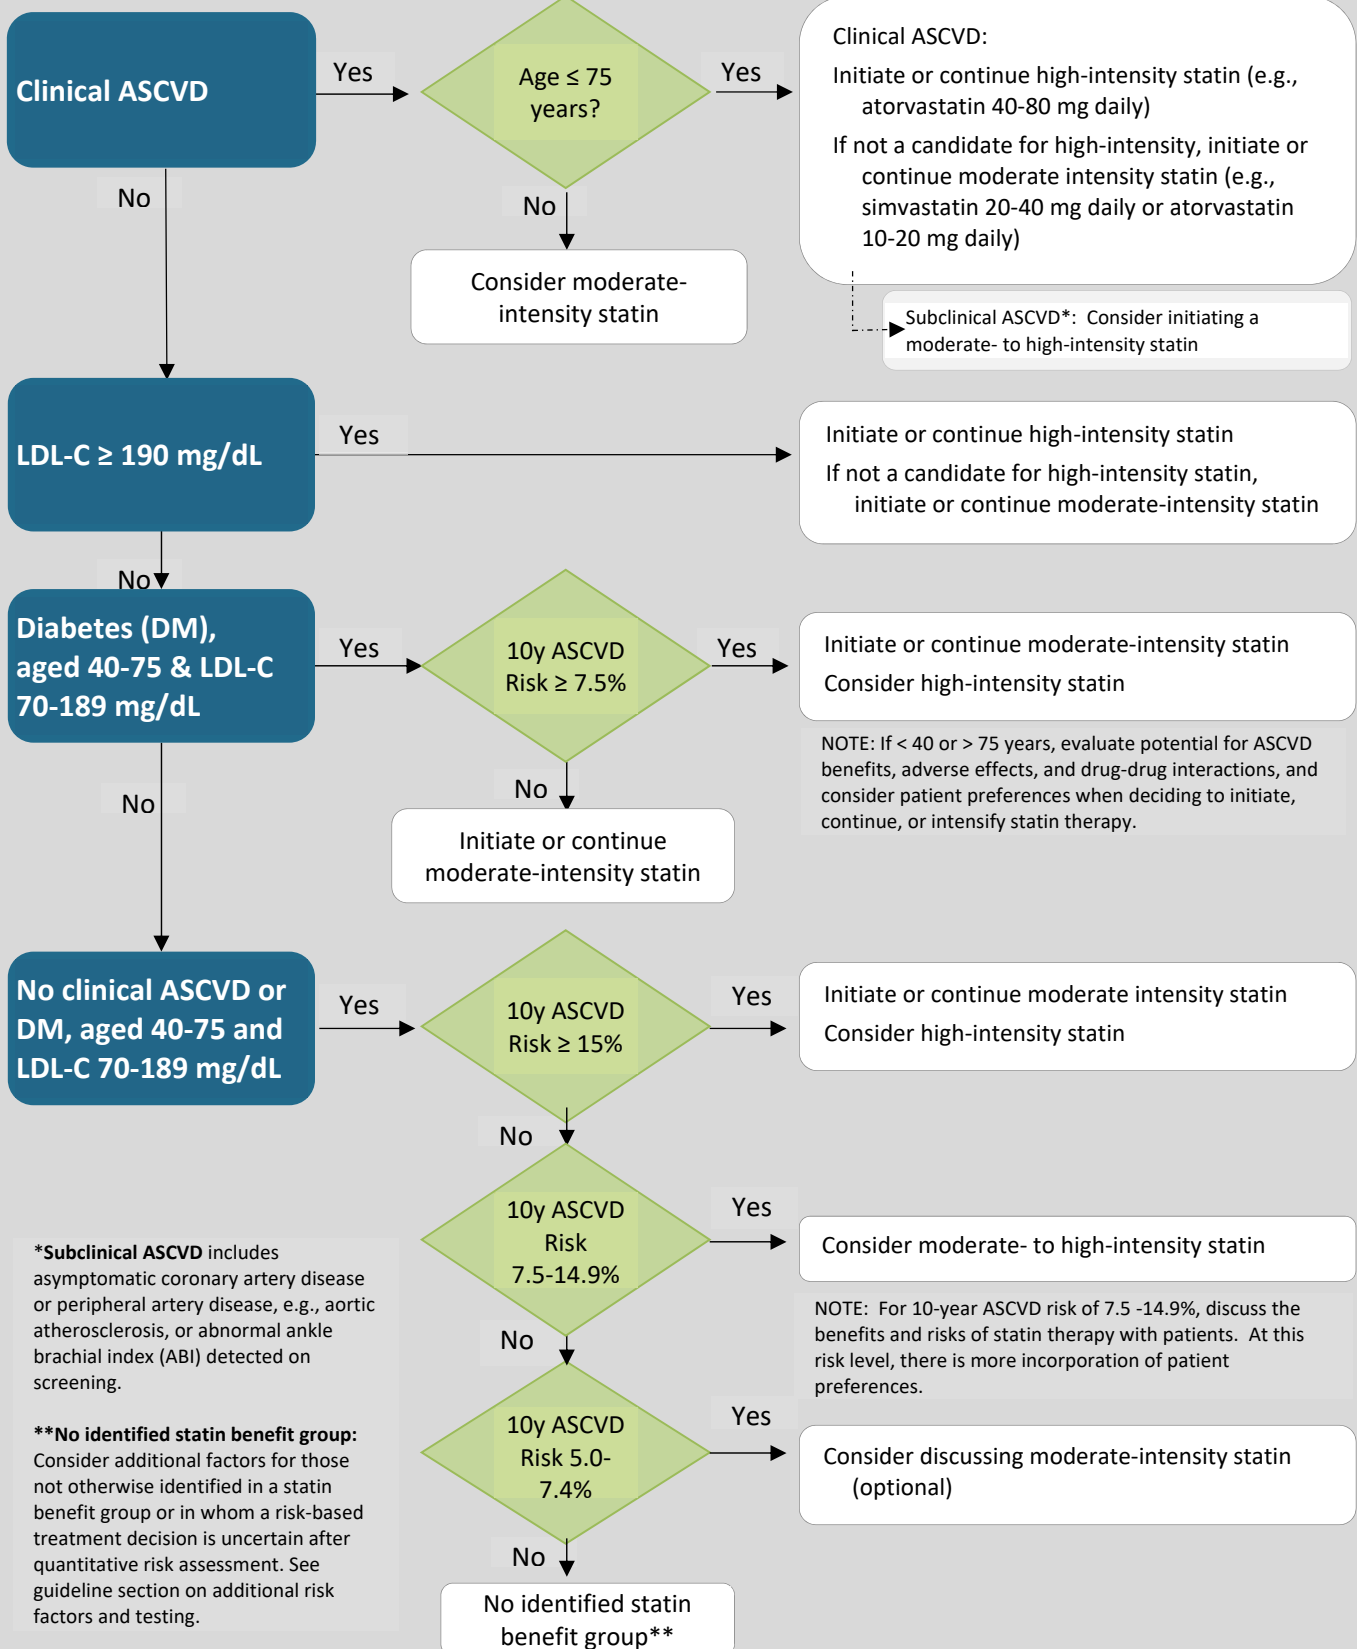 Clinical ASCVD
Yes
Age ≤ 75
years?
Yes
Clinical ASCVD:
Initiate or continue high-intensity statin (e.g.,
atorvastatin 40-80 mg daily)
If not a candidate for high-intensity, initiate or
continue moderate intensity statin (e.g.,
simvastatin 20-40 mg daily or atorvastatin
10-20 mg daily)
No
No
Consider moderate-
intensity statin
Subclinical ASCVD*:  Consider initiating a
moderate- to high-intensity statin
LDL-C ≥ 190 mg/dL
Yes
Initiate or continue high-intensity statin
If not a candidate for high-intensity statin,
initiate or continue moderate-intensity statin
No
Diabetes (DM),
aged 40-75 & LDL-C
70-189 mg/dL
Yes
10y ASCVD
Risk ≥ 7.5%
Yes
Initiate or continue moderate-intensity statin
Consider high-intensity statin
NOTE: If < 40 or > 75 years, evaluate potential for ASCVD
benefits, adverse effects, and drug-drug interactions, and
consider patient preferences when deciding to initiate,
continue, or intensify statin therapy.
No
No
Initiate or continue
moderate-intensity statin
No clinical ASCVD or
DM, aged 40-75 and
LDL-C 70-189 mg/dL
Yes
10y ASCVD
Risk ≥ 15%
Yes
Initiate or continue moderate intensity statin
Consider high-intensity statin
No
10y ASCVD
Risk
7.5-14.9%
Yes
Consider moderate- to high-intensity statin
NOTE:  For 10-year ASCVD risk of 7.5 -14.9%, discuss the
benefits and risks of statin therapy with patients.  At this
risk level, there is more incorporation of patient
preferences.
No
10y ASCVD
Risk 5.0-
7.4%
Yes
Consider discussing moderate-intensity statin
(optional)
No
No identified statin
benefit group**
*Subclinical ASCVD includes
asymptomatic coronary artery disease
or peripheral artery disease, e.g., aortic
atherosclerosis, or abnormal ankle
brachial index (ABI) detected on
screening.
**No identified statin benefit group:
Consider additional factors for those
not otherwise identified in a statin
benefit group or in whom a risk-based
treatment decision is uncertain after
quantitative risk assessment. See
guideline section on additional risk
factors and testing.